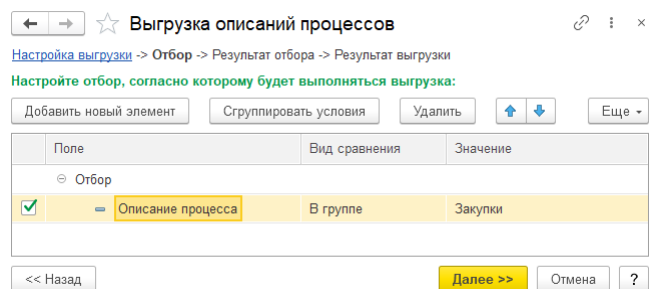 Выгрузка описаний процессов
Настройка выгрузки -> Отбор -> Результат отбора -> Результат выгрузки
Настройте отбор, согласно которому будет выполняться выгрузка:
Добавить новый элемент Сгруппировать условия Удалить Еще
Поле Вид сравнения Значение
Отбор
Описание процесса В группе Закупки
<< Назад Далее >> Отмена ?